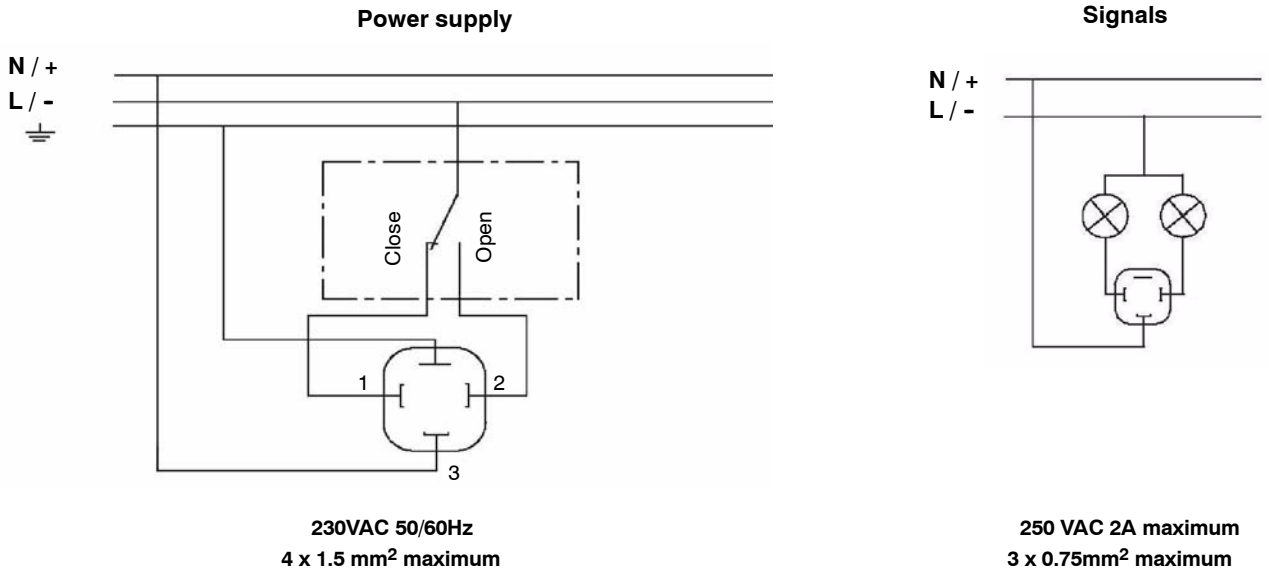 Power supply
N / +
L / -
Close
Open
1
2
3
230VAC 50/60Hz
4 x 1.5 mm² maximum
Signals
N / +
L / -
250 VAC 2A maximum
3 x 0.75mm² maximum